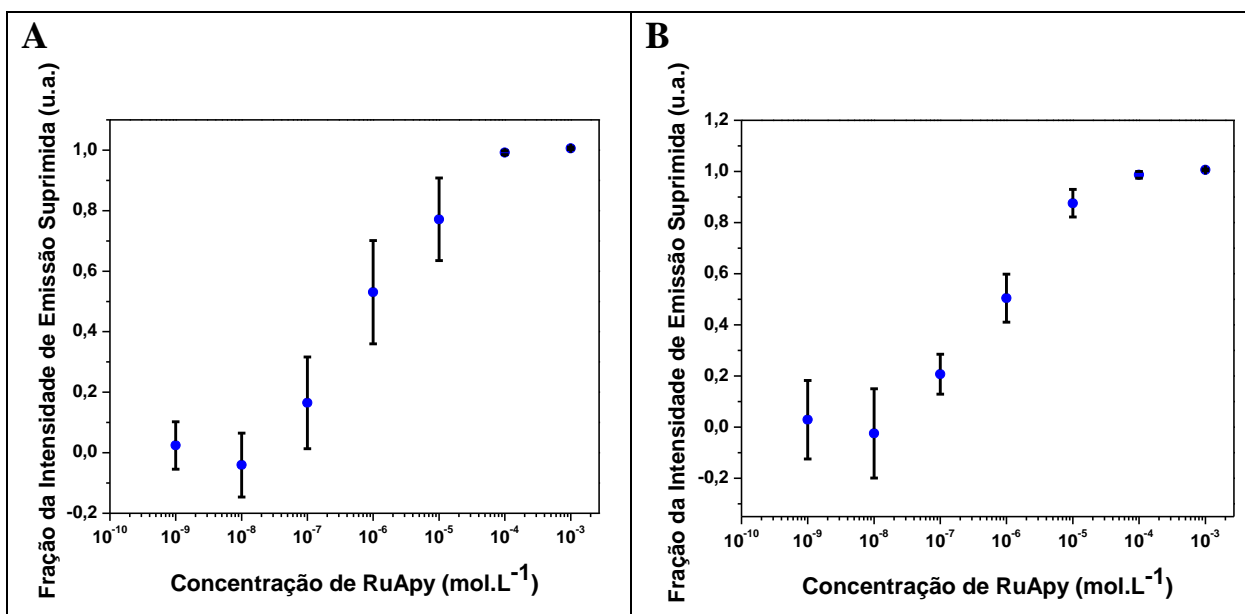 A
Fração da Intensidade de Emissão Suprimida (u.a.)
1,0
0,8
0,6
0,4
0,2
0,0
-0,2
10⁻¹⁰ 10⁻⁹ 10⁻⁸ 10⁻⁷ 10⁻⁶ 10⁻⁵ 10⁻⁴ 10⁻³
Concentração de RuApy (mol.L⁻¹)
B
Fração da Intensidade de Emissão Suprimida (u.a.)
1,2
1,0
0,8
0,6
0,4
0,2
0,0
-0,2
10⁻¹⁰ 10⁻⁹ 10⁻⁸ 10⁻⁷ 10⁻⁶ 10⁻⁵ 10⁻⁴ 10⁻³
Concentração de RuApy (mol.L⁻¹)